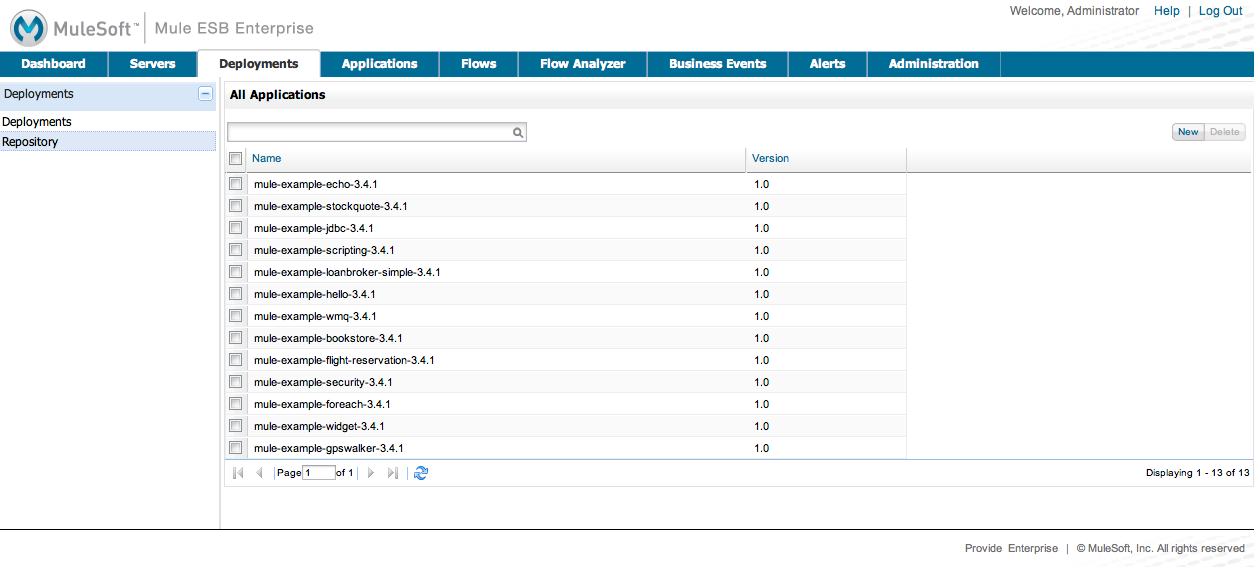 Welcome, Administrator Help | Log Out
MuleSoft™ Mule ESB Enterprise
Dashboard Servers Deployments Applications Flows Flow Analyzer Business Events Alerts Administration
Deployments
Deployments
Repository
All Applications
New Delete
Name Version
mule-example-echo-3.4.1 1.0
mule-example-stockquote-3.4.1 1.0
mule-example-jdbc-3.4.1 1.0
mule-example-scripting-3.4.1 1.0
mule-example-loanbroker-simple-3.4.1 1.0
mule-example-hello-3.4.1 1.0
mule-example-wmq-3.4.1 1.0
mule-example-bookstore-3.4.1 1.0
mule-example-flight-reservation-3.4.1 1.0
mule-example-security-3.4.1 1.0
mule-example-foreach-3.4.1 1.0
mule-example-widget-3.4.1 1.0
mule-example-gpswalker-3.4.1 1.0
Page 1 of 1 Displaying 1 - 13 of 13
Provide Enterprise | © MuleSoft, Inc. All rights reserved